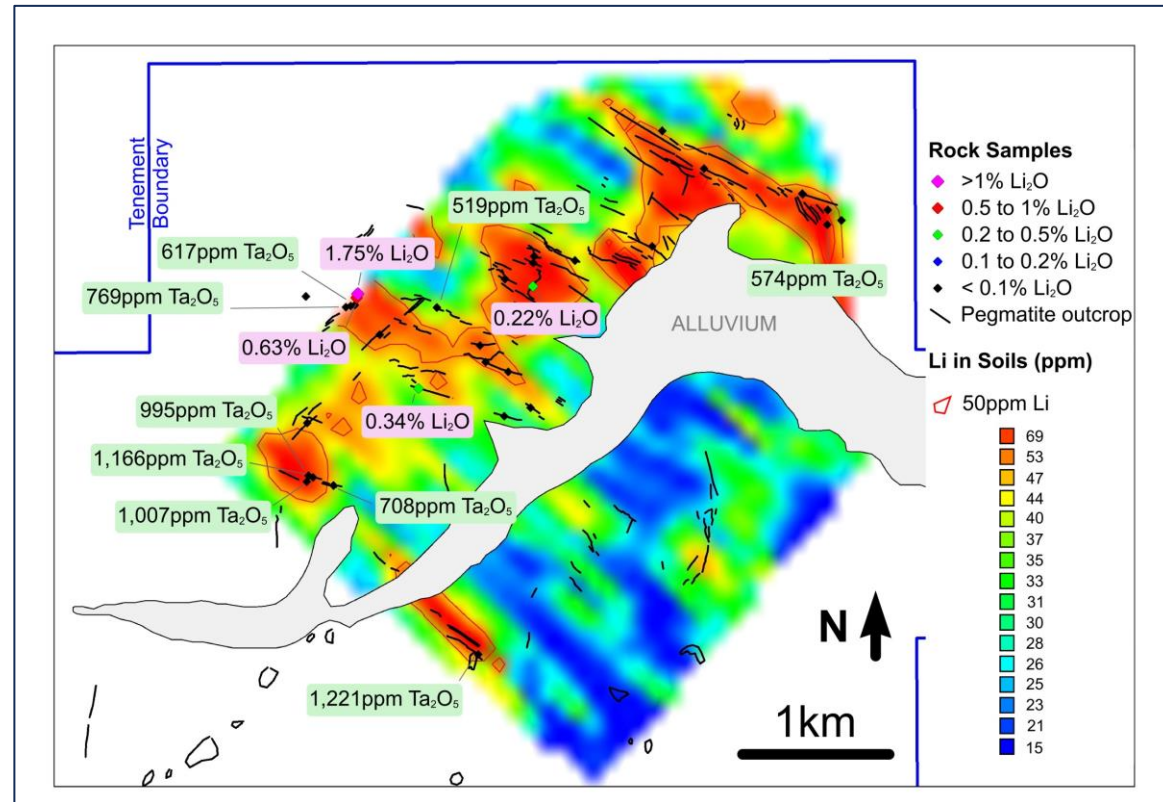 Tenement
Boundary
519ppm Ta₂O₅
617ppm Ta₂O₅
1.75% Li₂O
769ppm Ta₂O₅
574ppm Ta₂O₅
0.22% Li₂O
ALLUVIUM
0.63% Li₂O
995ppm Ta₂O₅
0.34% Li₂O
1,166ppm Ta₂O₅
708ppm Ta₂O₅
1,007ppm Ta₂O₅
1,221ppm Ta₂O₅
N
1km
Rock Samples
>1% Li₂O
0.5 to 1% Li₂O
0.2 to 0.5% Li₂O
0.1 to 0.2% Li₂O
< 0.1% Li₂O
Pegmatite outcrop
Li in Soils (ppm)
50ppm Li
69
53
47
44
40
37
35
33
31
30
28
26
25
23
21
15